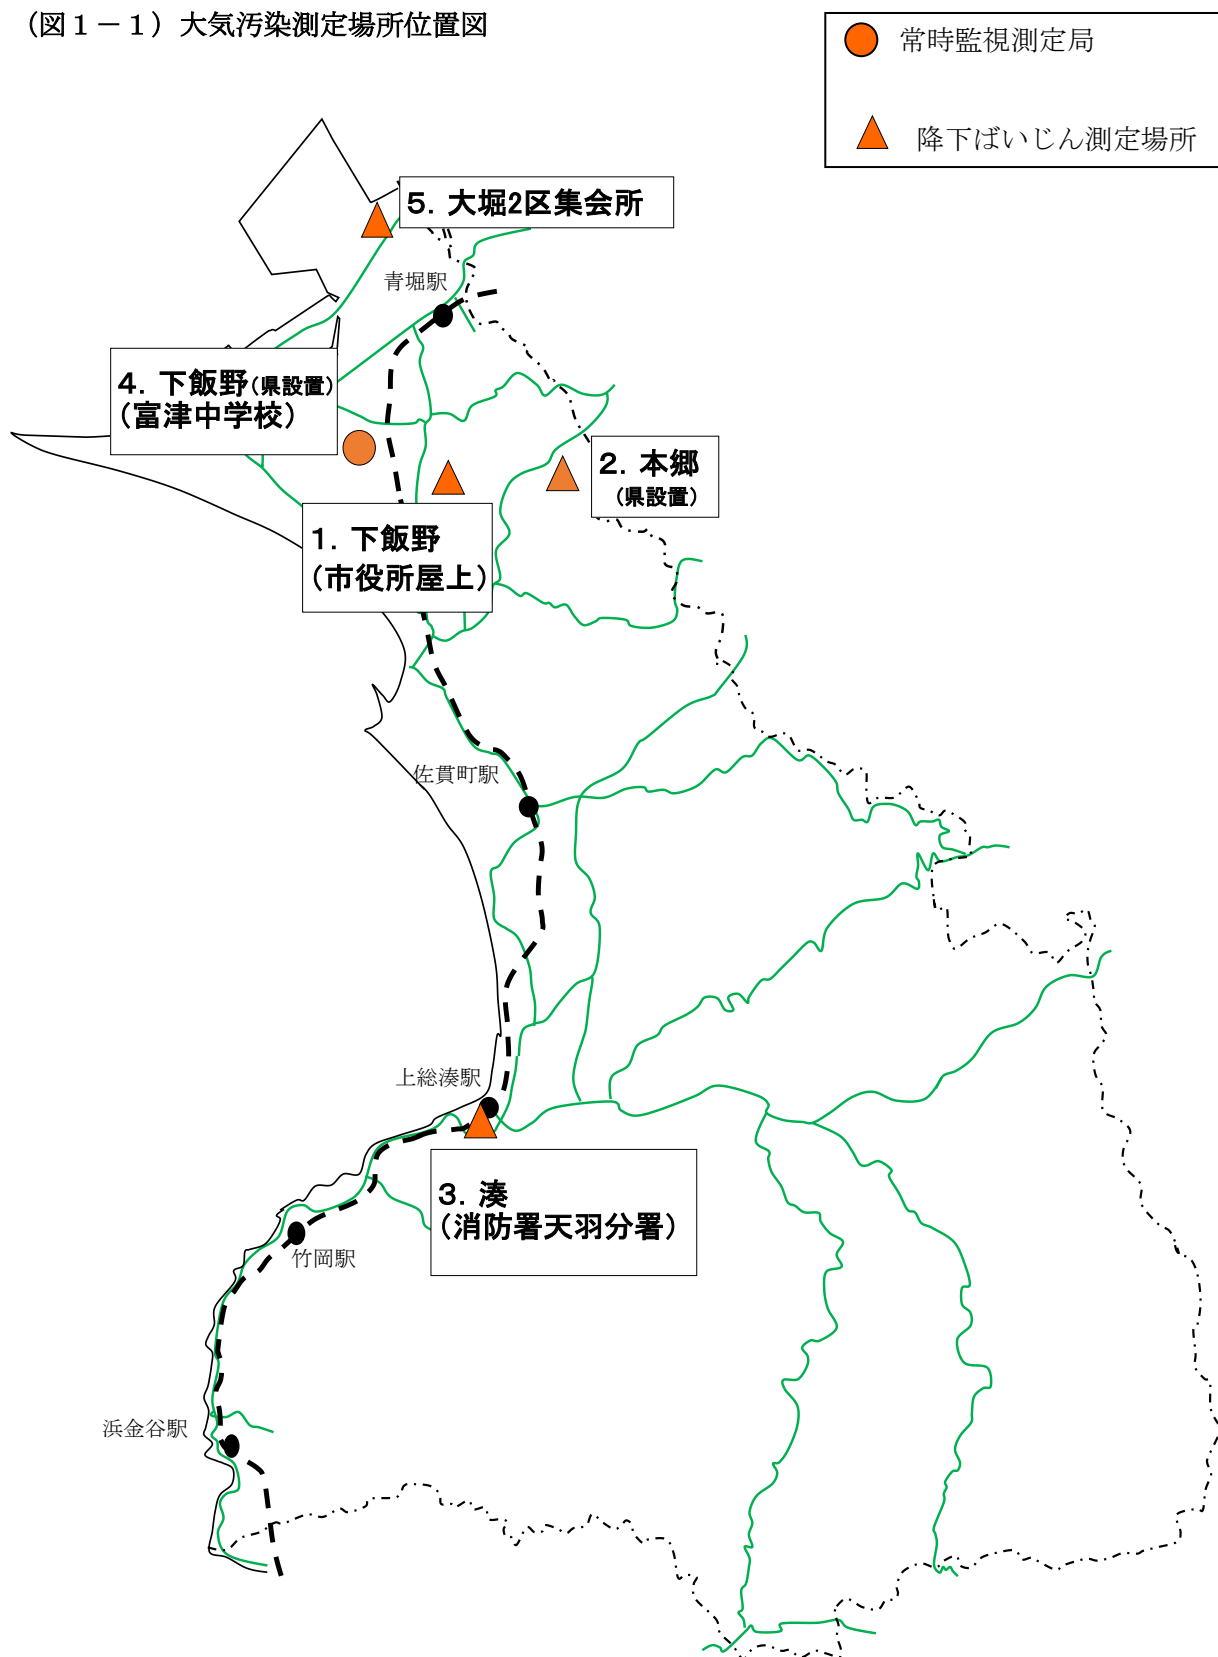 （図１－１）大気汚染測定場所位置図
常時監視測定局
降下ばいじん測定場所
５．大堀2区集会所
青堀駅
４．下飯野（県設置）
（富津中学校）
２．本郷
（県設置）
１．下飯野
（市役所屋上）
佐貫町駅
上総湊駅
３．湊
（消防署天羽分署）
竹岡駅
浜金谷駅